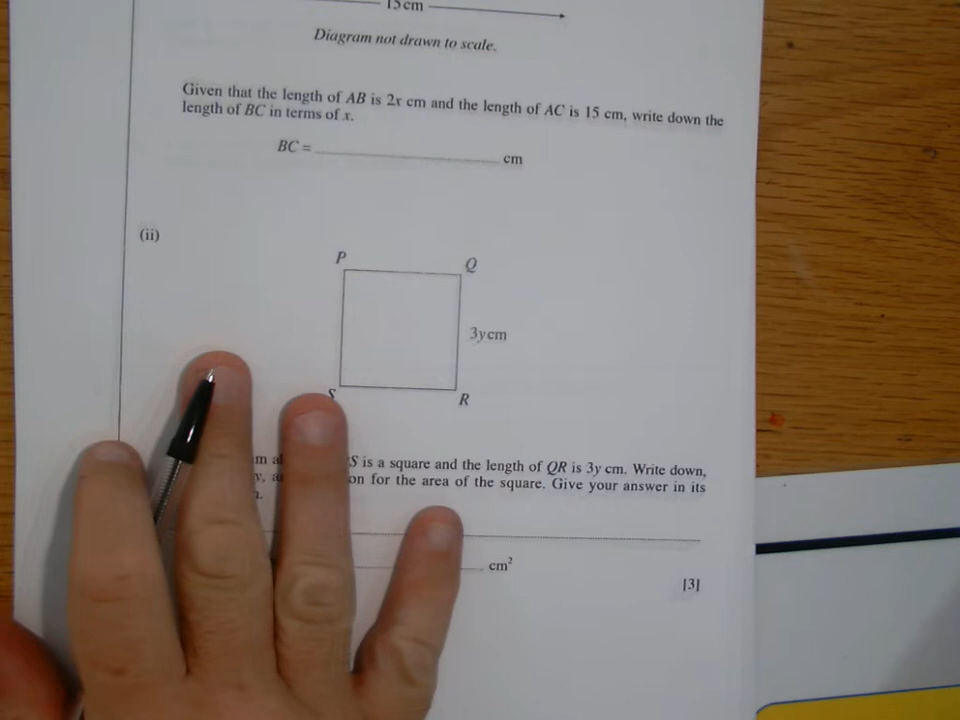 15 cm
Diagram not drawn to scale.
Given that the length of AB is 2x cm and the length of AC is 15 cm, write down the
length of BC in terms of x.
BC = cm
(ii)
P
Q
3y cm
S
R
S is a square and the length of QR is 3y cm. Write down,
for the area of the square. Give your answer in its
cm²
[3]